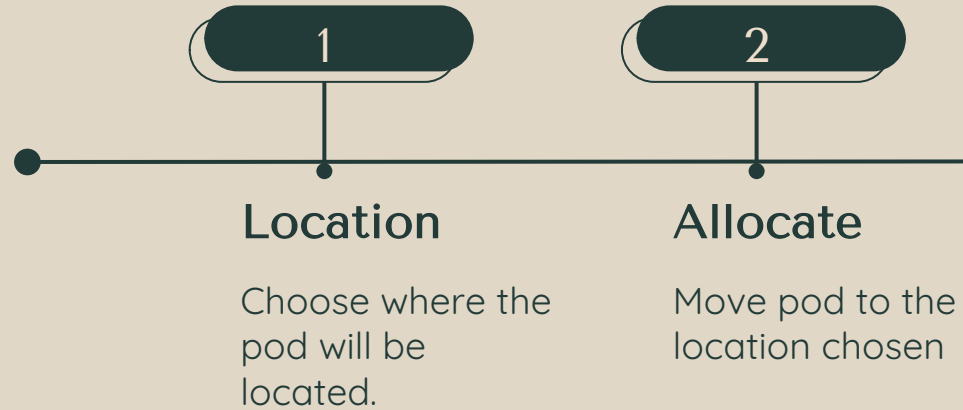 1
2
Location
Allocate
Choose where the
pod will be
located.
Move pod to the
location chosen